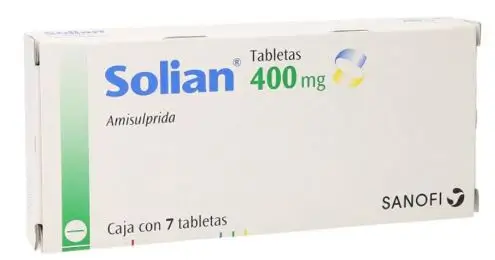 Solian®
Tabletas
400 mg
Amisulprida
Caja con 7 tabletas
SANOFI